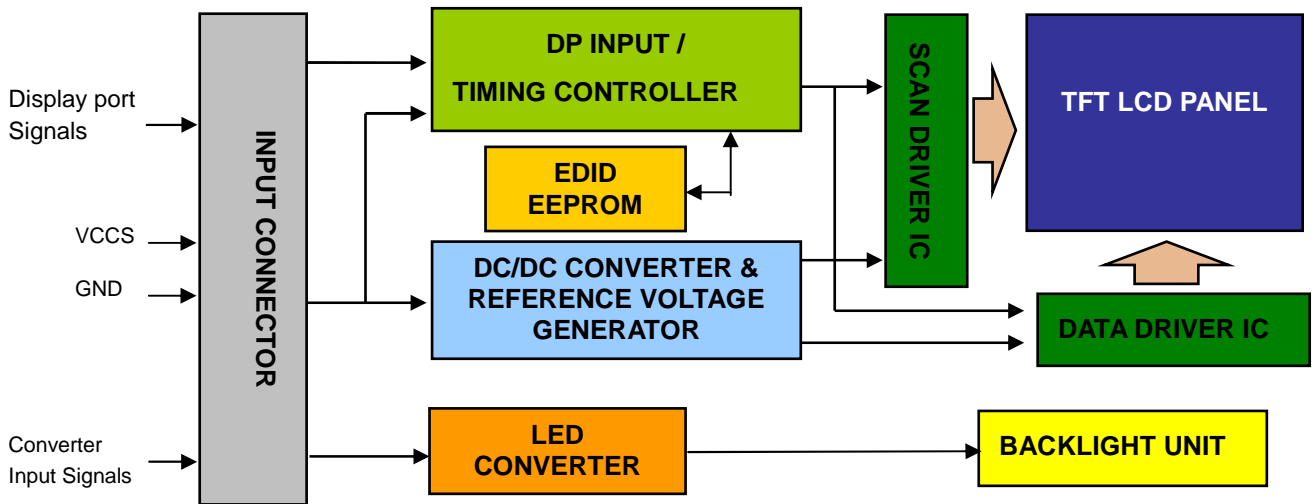 Display port
Signals
VCCS
GND
Converter
Input Signals
INPUT CONNECTOR
DP INPUT /
TIMING CONTROLLER
EDID
EEPROM
DC/DC CONVERTER &
REFERENCE VOLTAGE
GENERATOR
LED
CONVERTER
SCAN DRIVER IC
TFT LCD PANEL
DATA DRIVER IC
BACKLIGHT UNIT